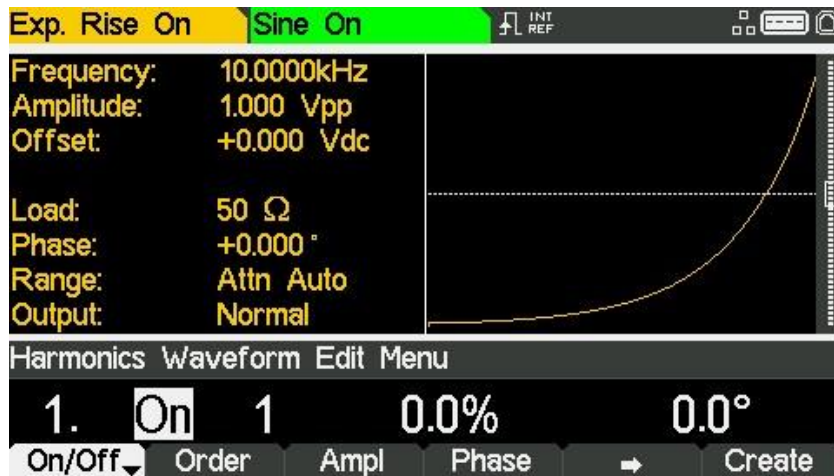 Exp. Rise On Sine On INT REF
Frequency: 10.0000kHz
Amplitude: 1.000 Vpp
Offset: +0.000 Vdc
Load: 50 Ω
Phase: +0.000 °
Range: Attn Auto
Output: Normal
Harmonics Waveform Edit Menu
1. On 1 0.0% 0.0°
On/Off Order Ampl Phase ➡ Create